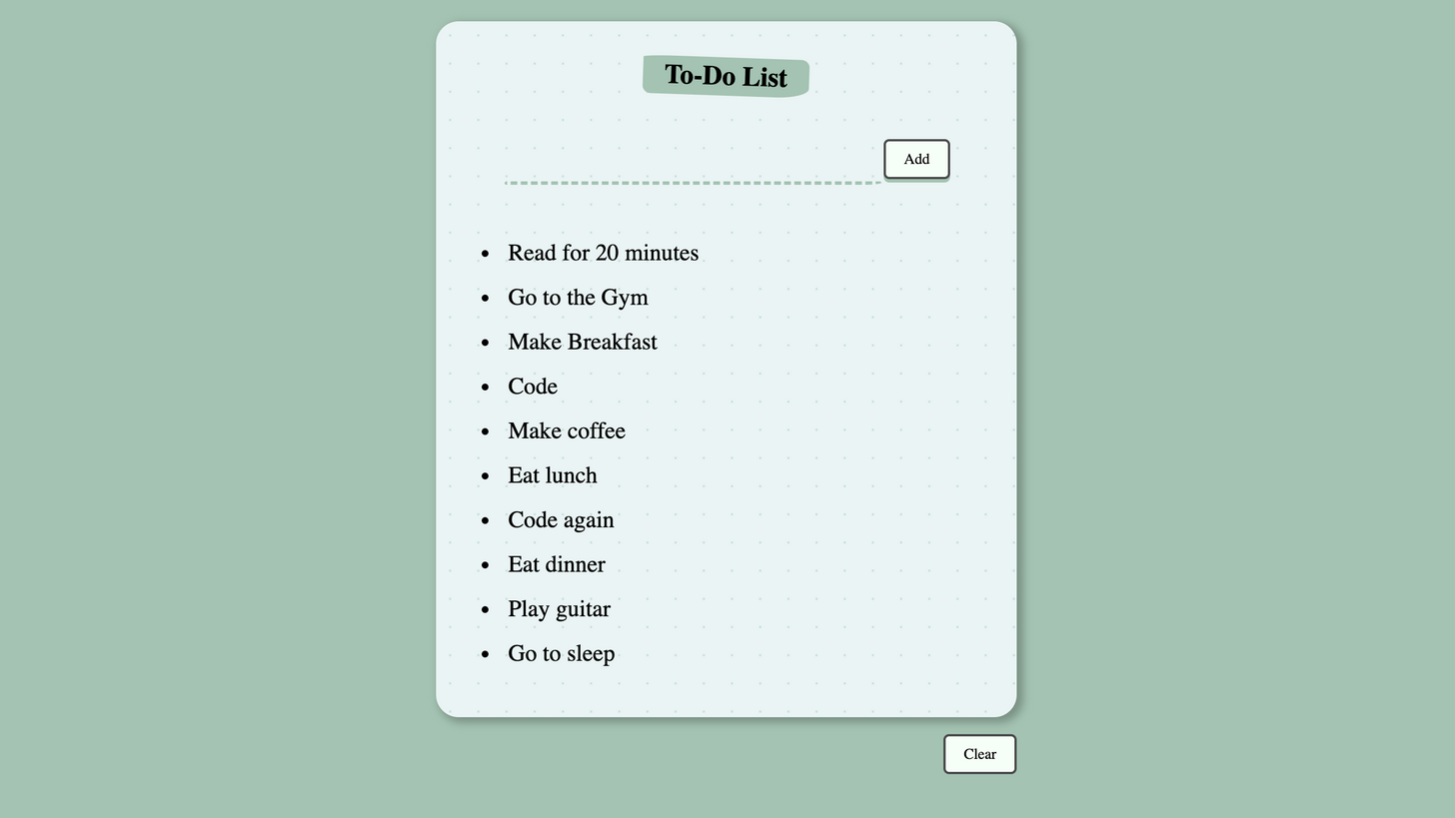 To-Do List
Add
Read for 20 minutes
Go to the Gym
Make Breakfast
Code
Make coffee
Eat lunch
Code again
Eat dinner
Play guitar
Go to sleep
Clear